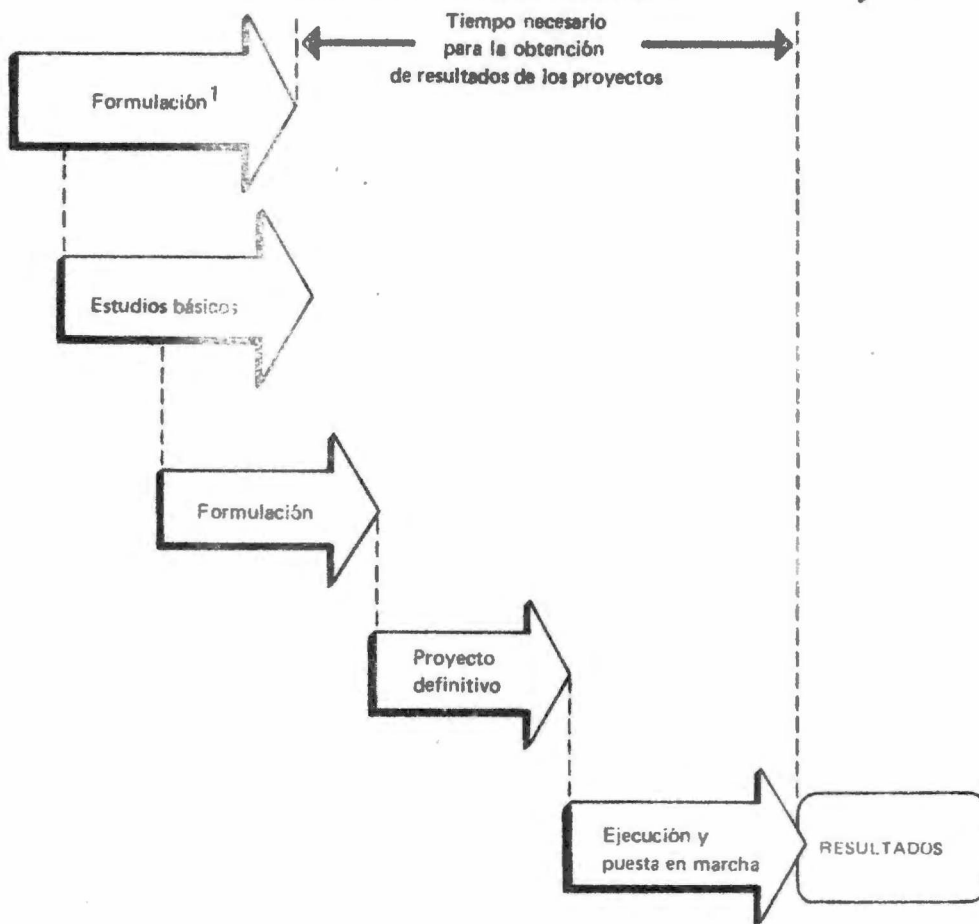 Tiempo necesario
para la obtención
de resultados de los proyectos
Formulación¹
Estudios básicos
Formulación
Proyecto
definitivo
Ejecución y
puesta en marcha
RESULTADOS